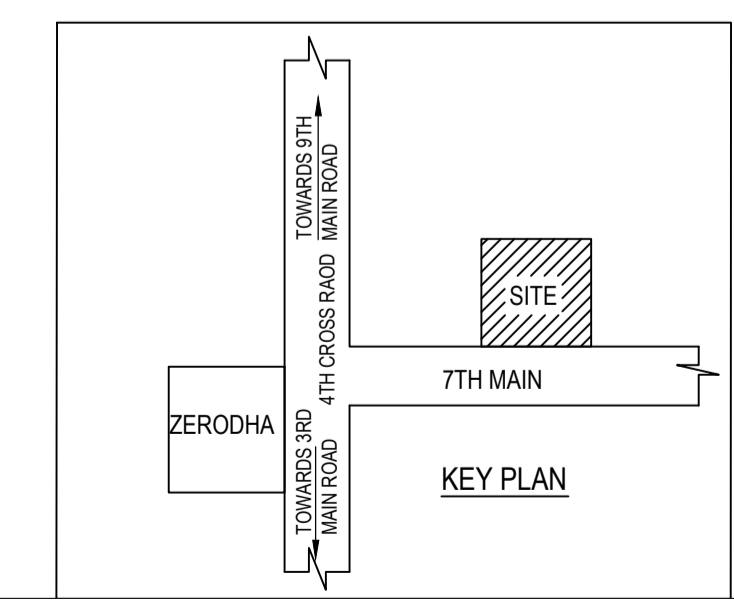 TOWARDS 9TH
MAIN ROAD
4TH CROSS RAOD
SITE
7TH MAIN
ZERODHA
TOWARDS 3RD
MAIN ROAD
KEY PLAN